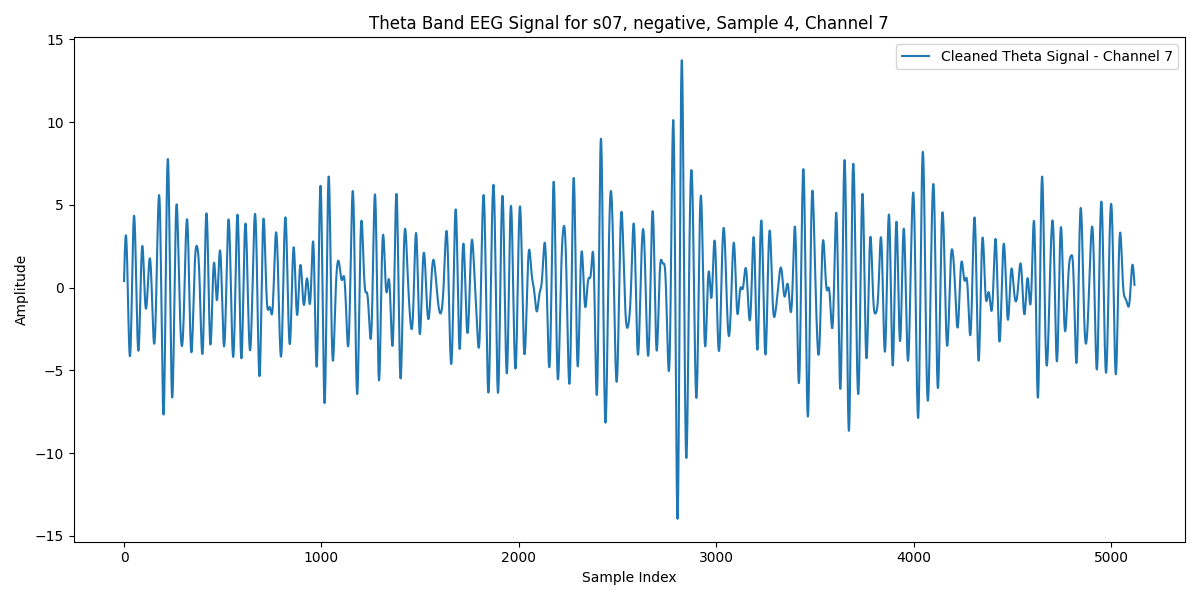 Theta Band EEG Signal for s07, negative, Sample 4, Channel 7
Cleaned Theta Signal - Channel 7
15
10
5
0
−5
−10
−15
Amplitude
0 1000 2000 3000 4000 5000
Sample Index